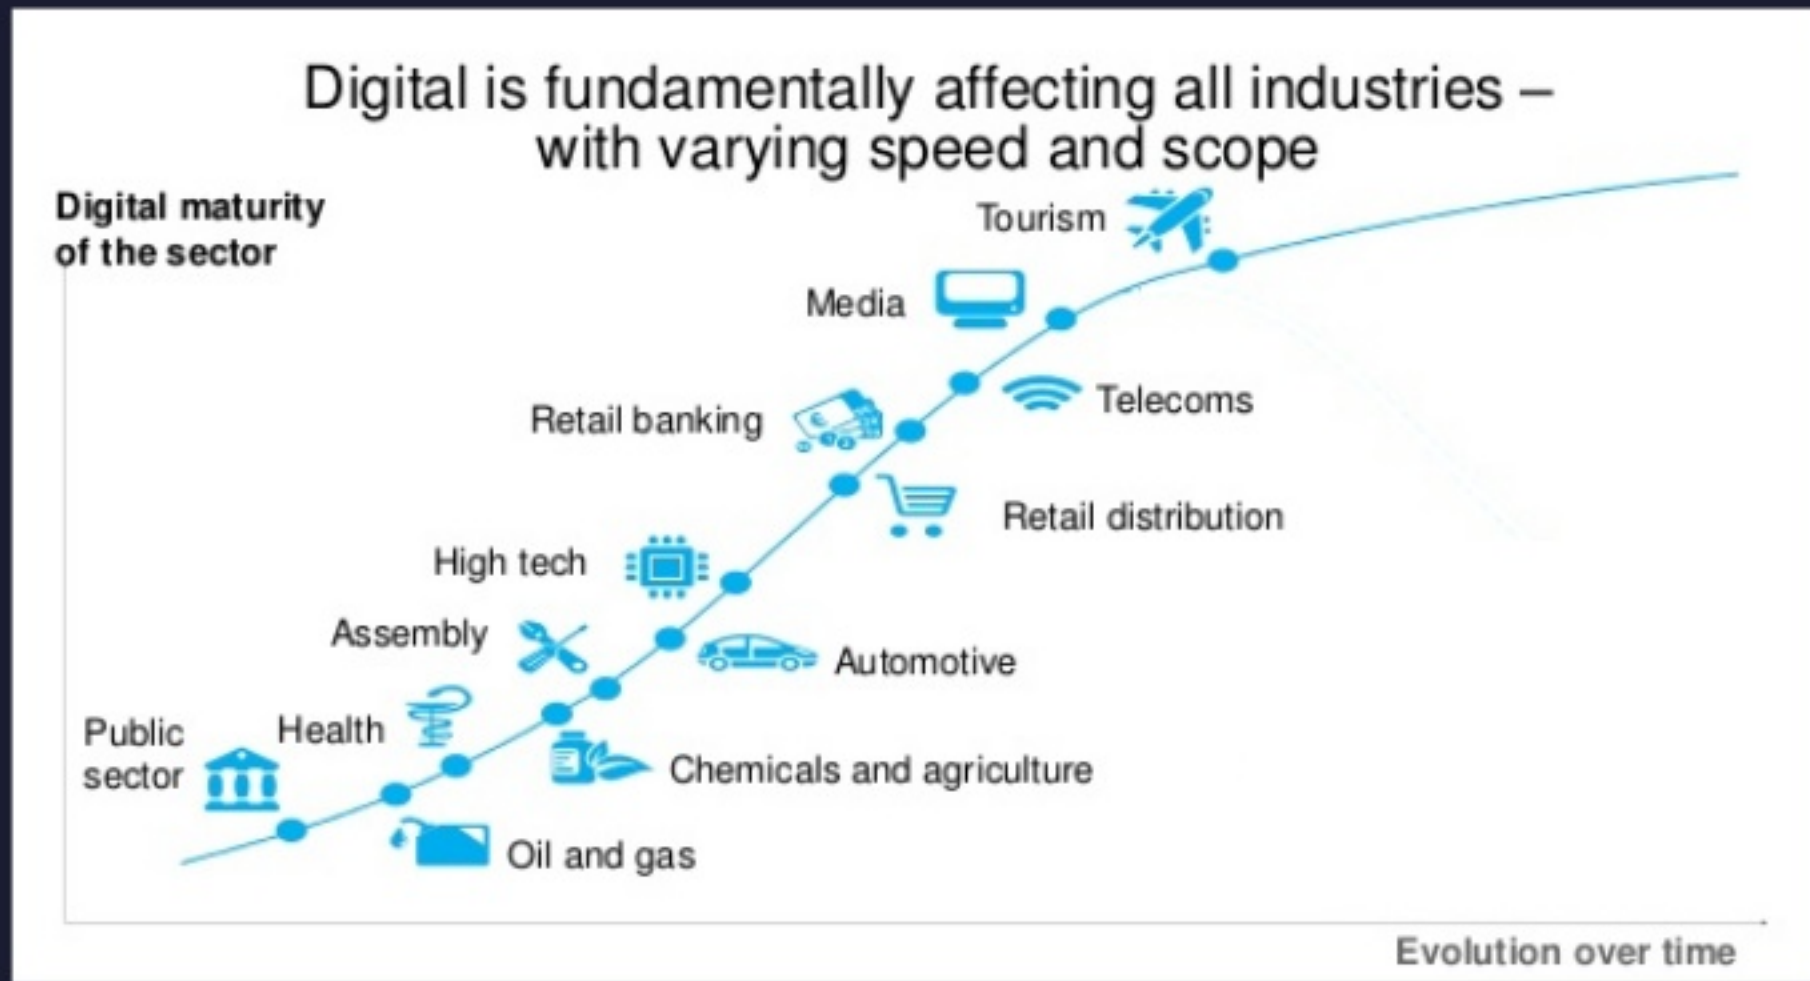 Digital is fundamentally affecting all industries –
with varying speed and scope
Digital maturity
of the sector
Tourism
Media
Telecoms
Retail banking
Retail distribution
High tech
Assembly
Automotive
Public
sector
Health
Chemicals and agriculture
Oil and gas
Evolution over time